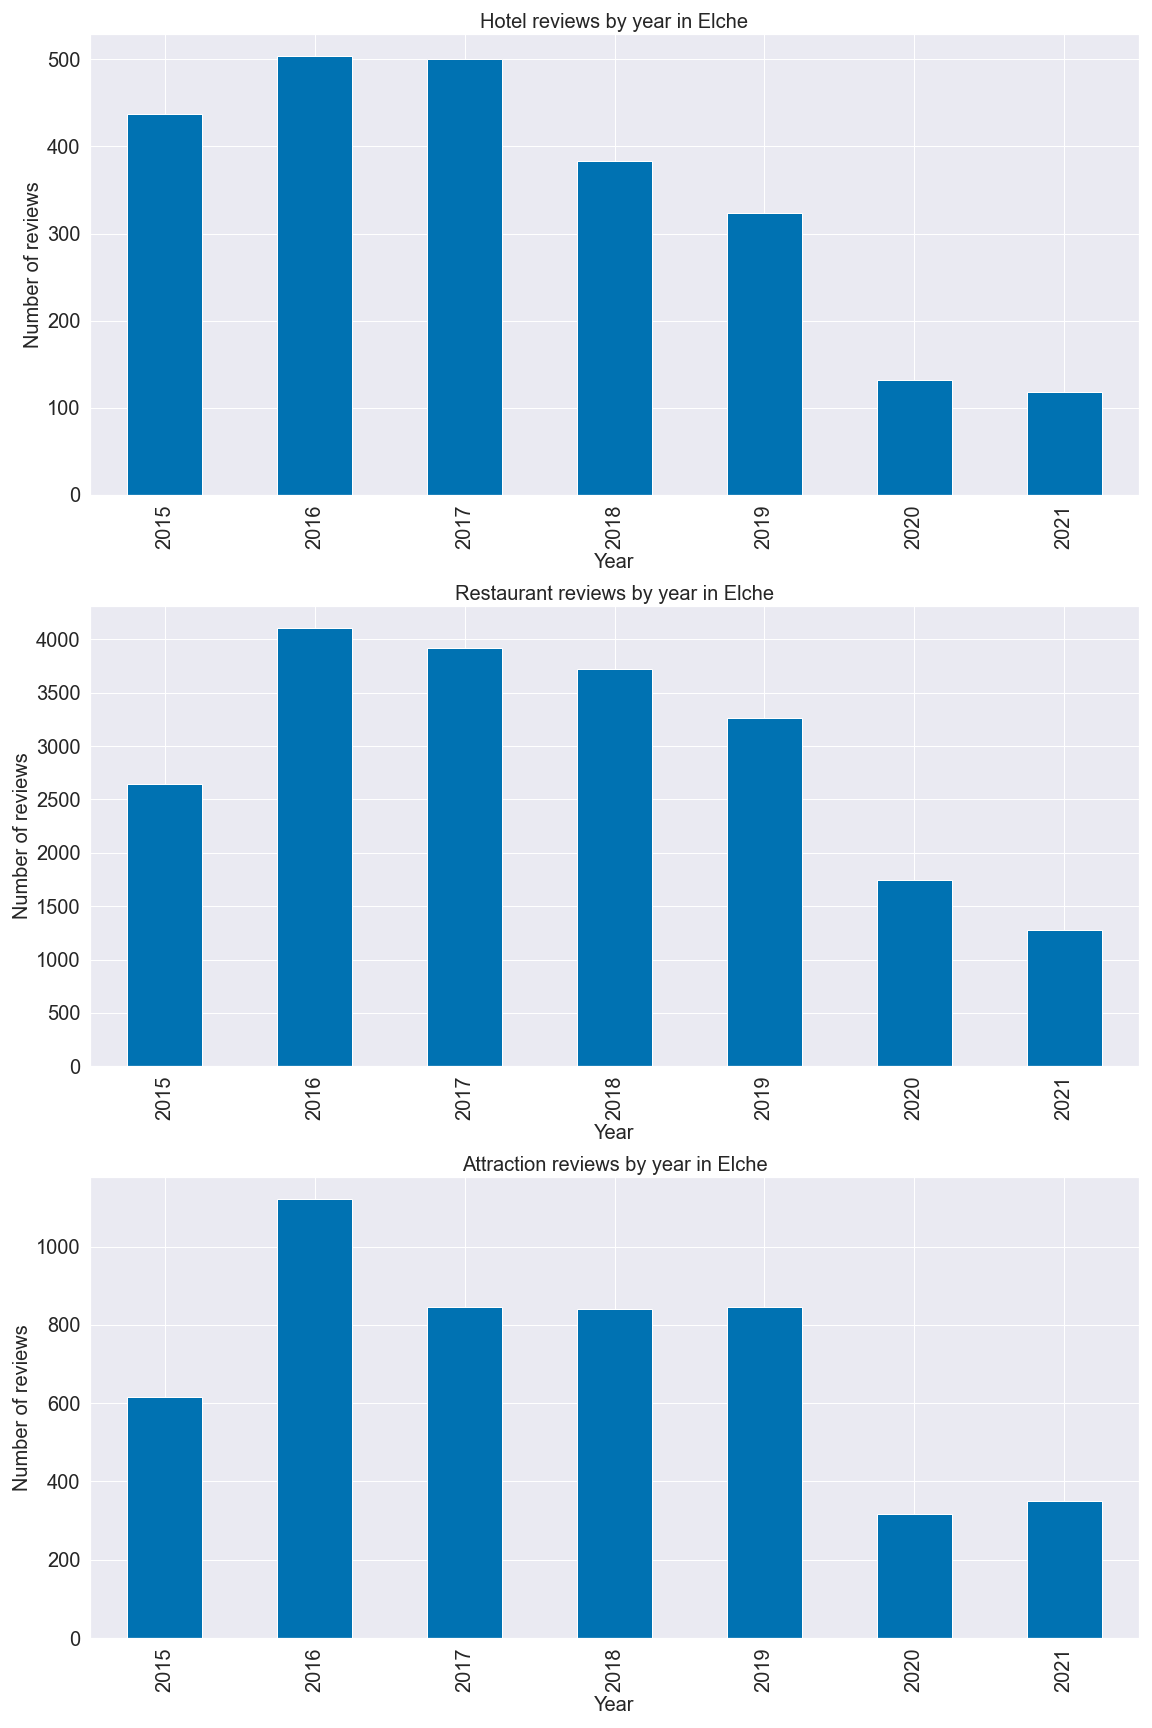 Hotel reviews by year in Elche
500
400
300
200
100
0
Number of reviews
2015 2016 2017 2018 2019 2020 2021
Year
Restaurant reviews by year in Elche
4000
3500
3000
2500
2000
1500
1000
500
0
Number of reviews
2015 2016 2017 2018 2019 2020 2021
Year
Attraction reviews by year in Elche
1000
800
600
400
200
0
Number of reviews
2015 2016 2017 2018 2019 2020 2021
Year